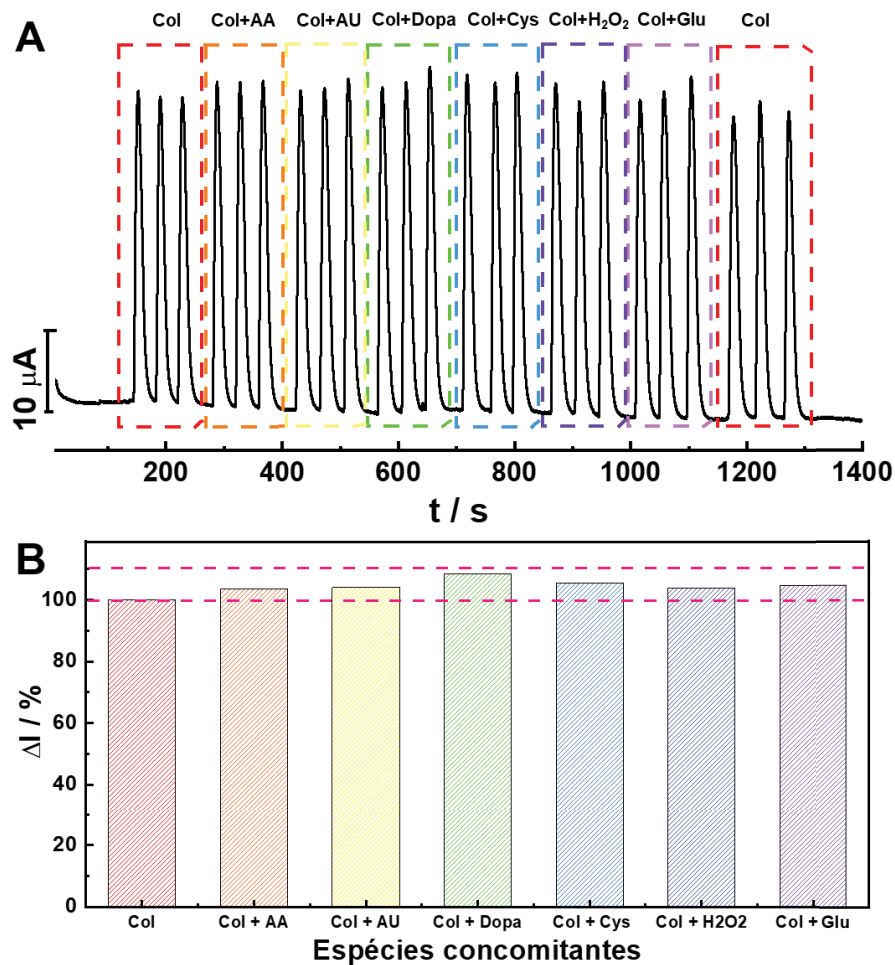 A
Col Col+AA Col+AU Col+Dopa Col+Cys Col+H₂O₂ Col+Glu Col
10 µA
200 400 600 800 1000 1200 1400
t / s
B
100
80
60
40
20
0
ΔI / %
Col Col + AA Col + AU Col + Dopa Col + Cys Col + H2O2 Col + Glu
Espécies concomitantes